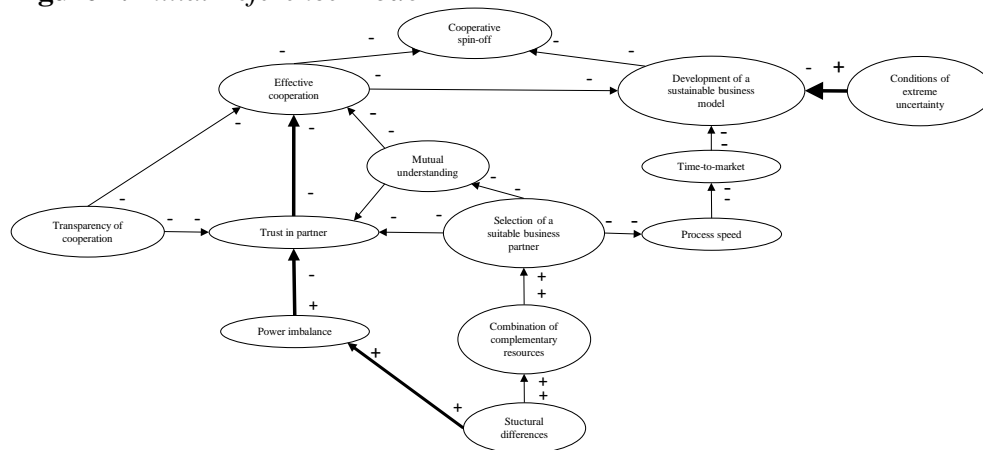 Cooperative
spin-off
- - - -
Effective
cooperation
- -
Development of a
sustainable business
model
- +
Conditions of
extreme
uncertainty
- - - -
-
-
Mutual
understanding
Time-to-market
- -
-
-
Transparency of
cooperation
-
- -
-
Trust in partner
- -
Selection of a
suitable business
partner
- -
Process speed
-
+
+
+
Power imbalance
Combination of
complementary
resources
+
+
+
+
Stuctural
differences